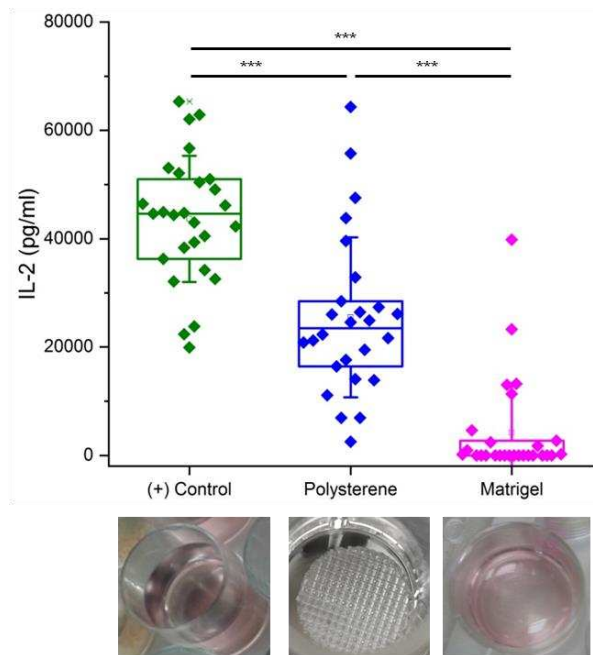 80000
***
***
***
60000
40000
20000
0
IL-2 (pg/ml)
(+) Control
Polysterene
Matrigel